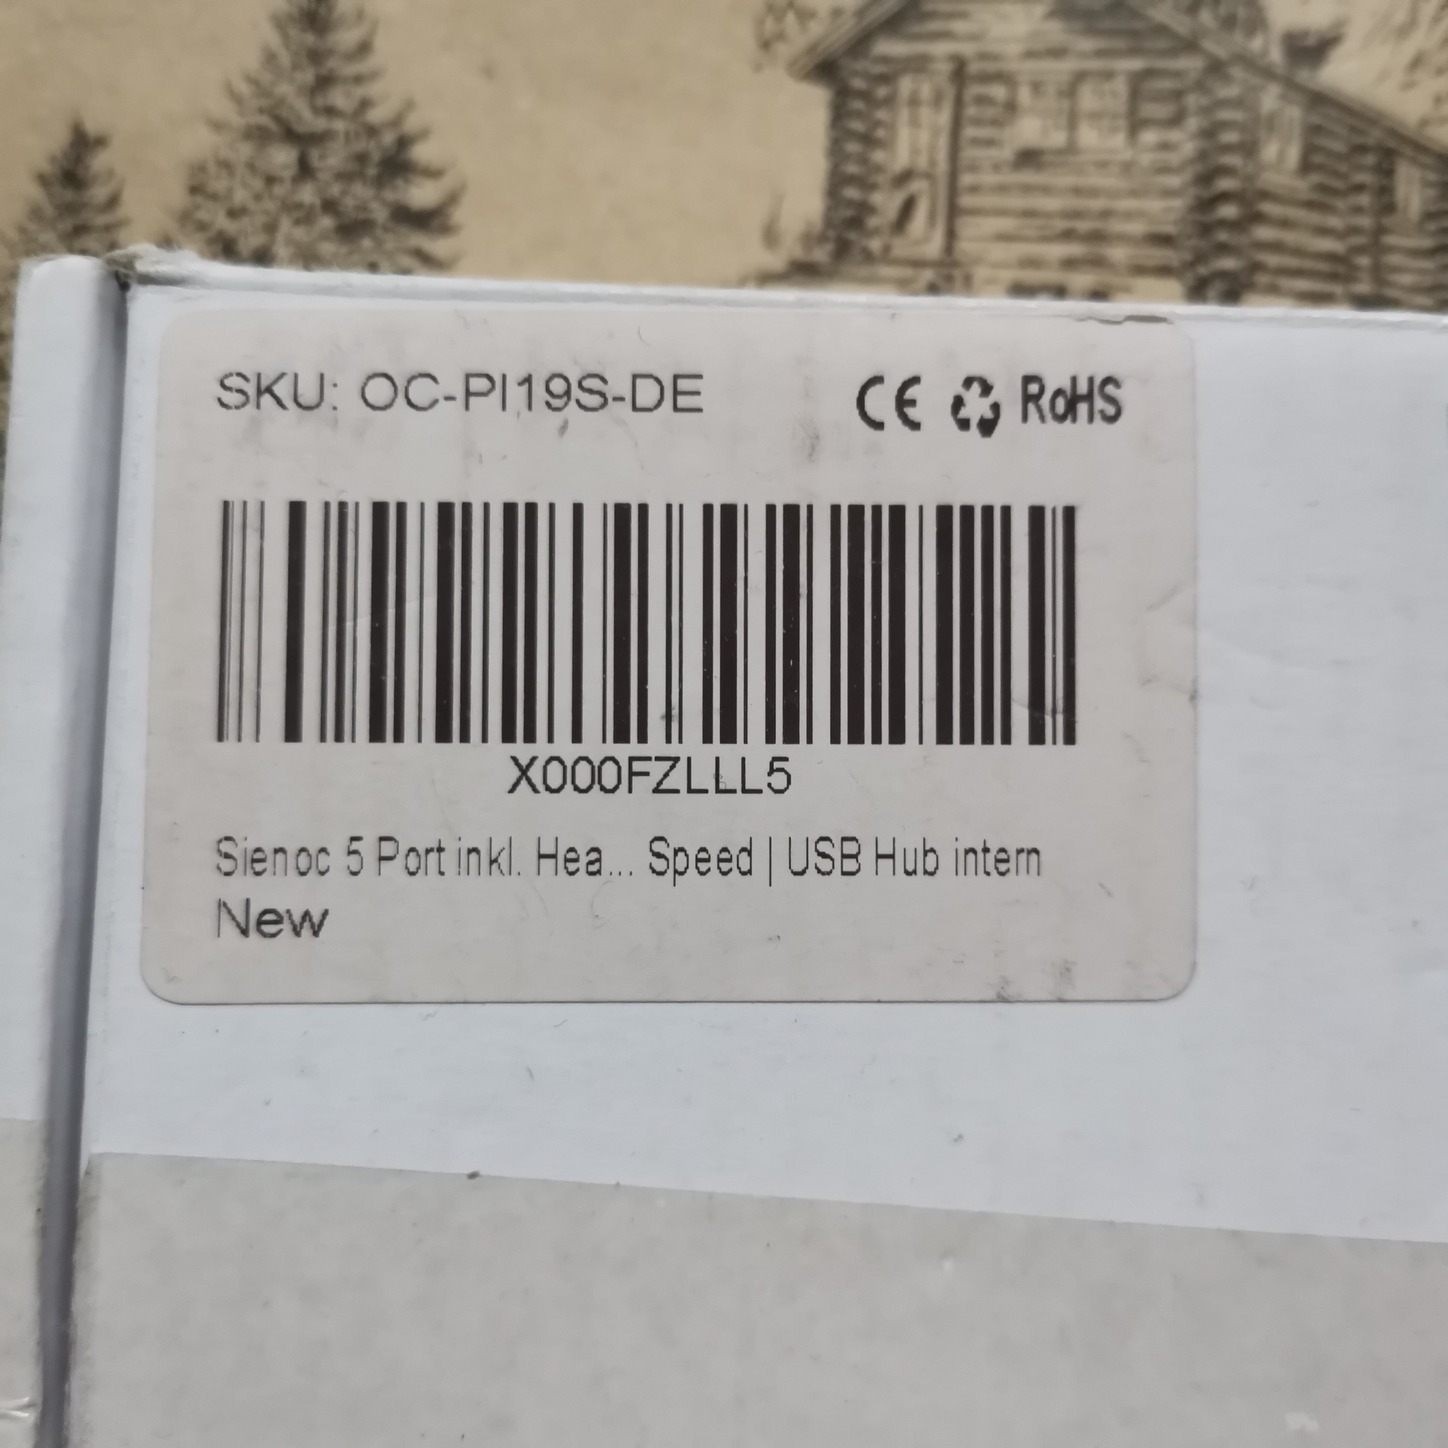 SKU: OC-PI19S-DE CE RoHS
X000FZLLL5
Sienoc 5 Port inkl. Hea... Speed | USB Hub intern
New